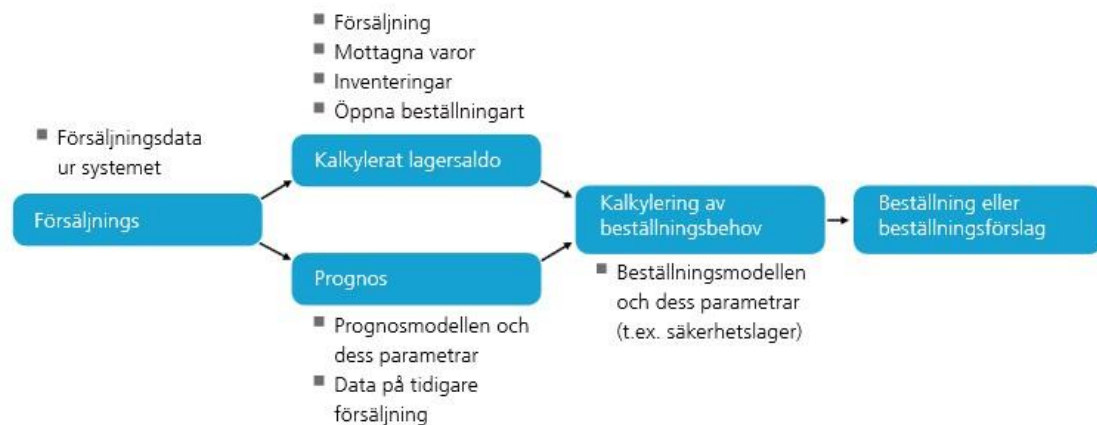 Försäljning
Mottagna varor
Inventeringar
Öppna beställningart
Försäljningsdata
ur systemet
Kalkylerat lagersaldo
Försäljnings
Kalkylering av
beställningsbehov
Beställning eller
beställningsförslag
Prognos
Beställningsmodellen
och dess parametrar
(t.ex. säkerhetslager)
Prognosmodellen och
dess parametrar
Data på tidigare
försäljning